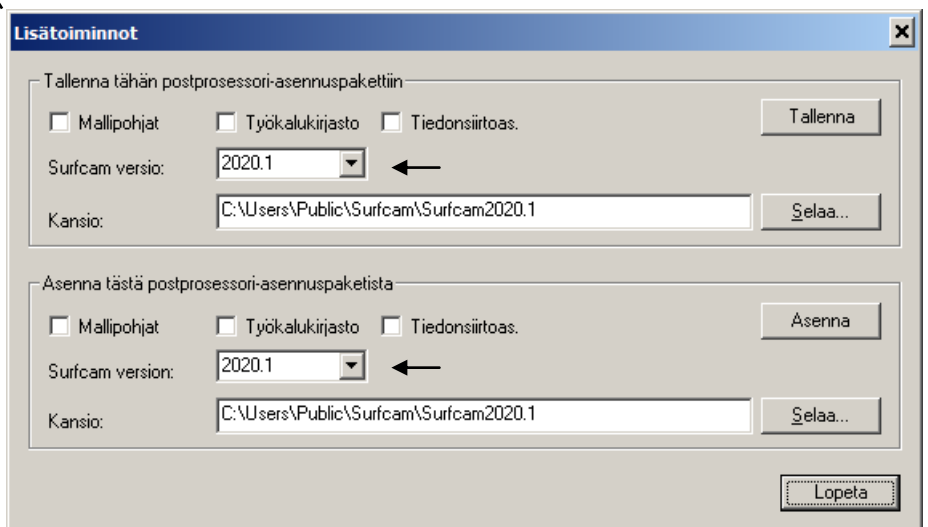 Lisätoiminnot
Tallenna tähän postprosessori-asennuspakettiin
Mallipohjat Työkalukirjasto Tiedonsiirtoas. Tallenna
Surfcam versio: 2020.1
Kansio: C:\Users\Public\Surfcam\Surfcam2020.1 Selaa...
Asenna tästä postprosessori-asennuspaketista
Mallipohjat Työkalukirjasto Tiedonsiirtoas. Asenna
Surfcam version: 2020.1
Kansio: C:\Users\Public\Surfcam\Surfcam2020.1 Selaa...
Lopeta